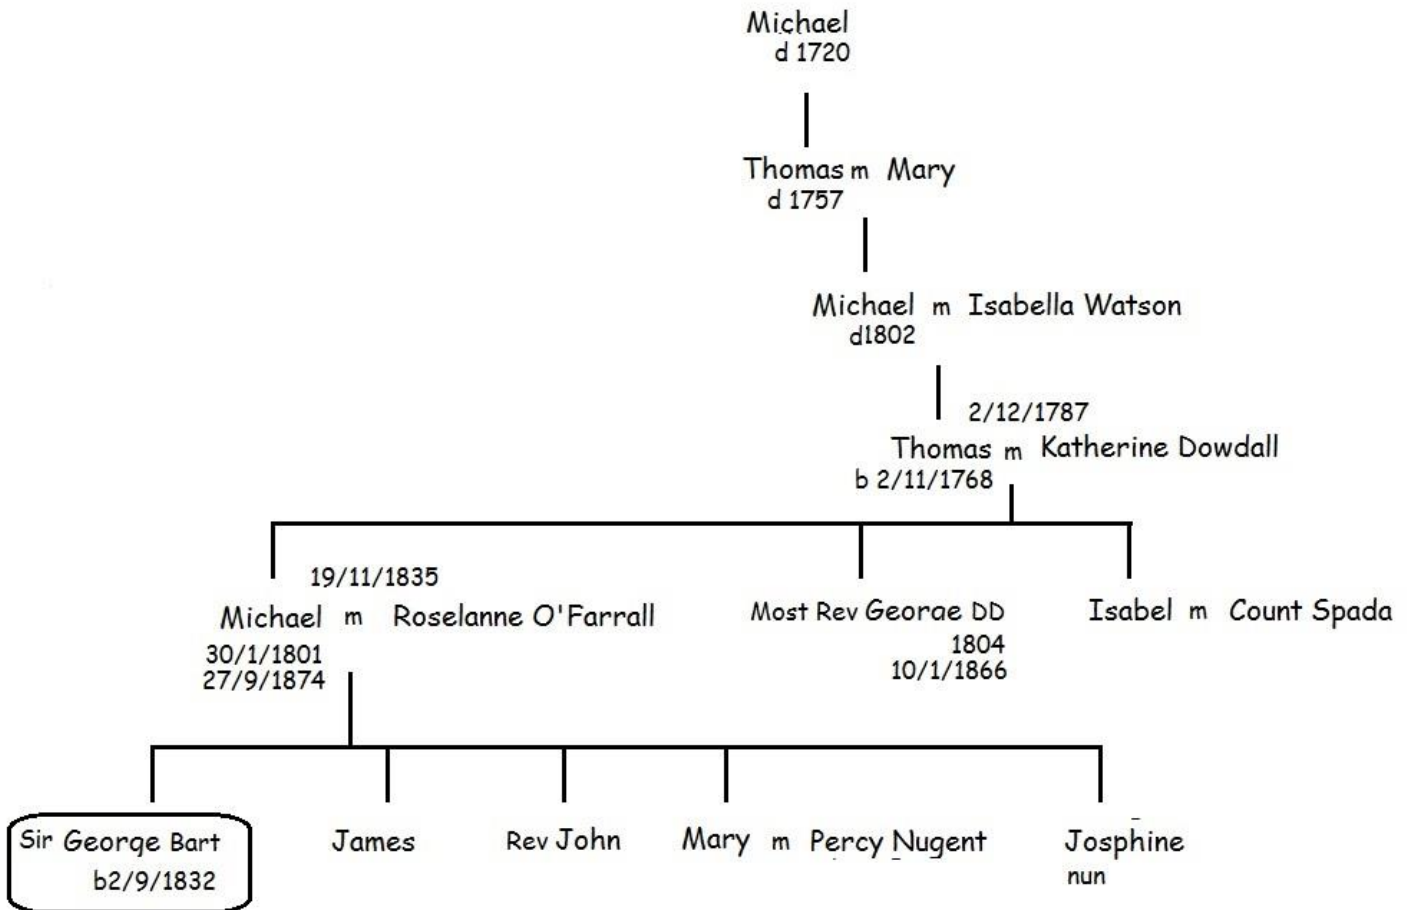 Michael
d 1720
Thomas m Mary
d 1757
Michael m Isabella Watson
d1802
2/12/1787
Thomas m Katherine Dowdall
b 2/11/1768
19/11/1835
Michael m Roselanne O'Farrall
30/1/1801
27/9/1874
Most Rev George DD
1804
10/1/1866
Isabel m Count Spada
Sir George Bart
b2/9/1832
James
Rev John
Mary m Percy Nugent
Josphine
nun